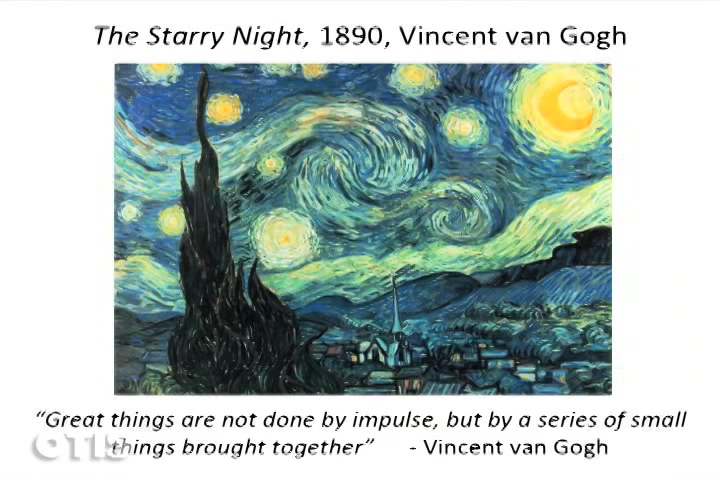 The Starry Night, 1890, Vincent van Gogh
“Great things are not done by impulse, but by a series of small
things brought together” - Vincent van Gogh
OTIS